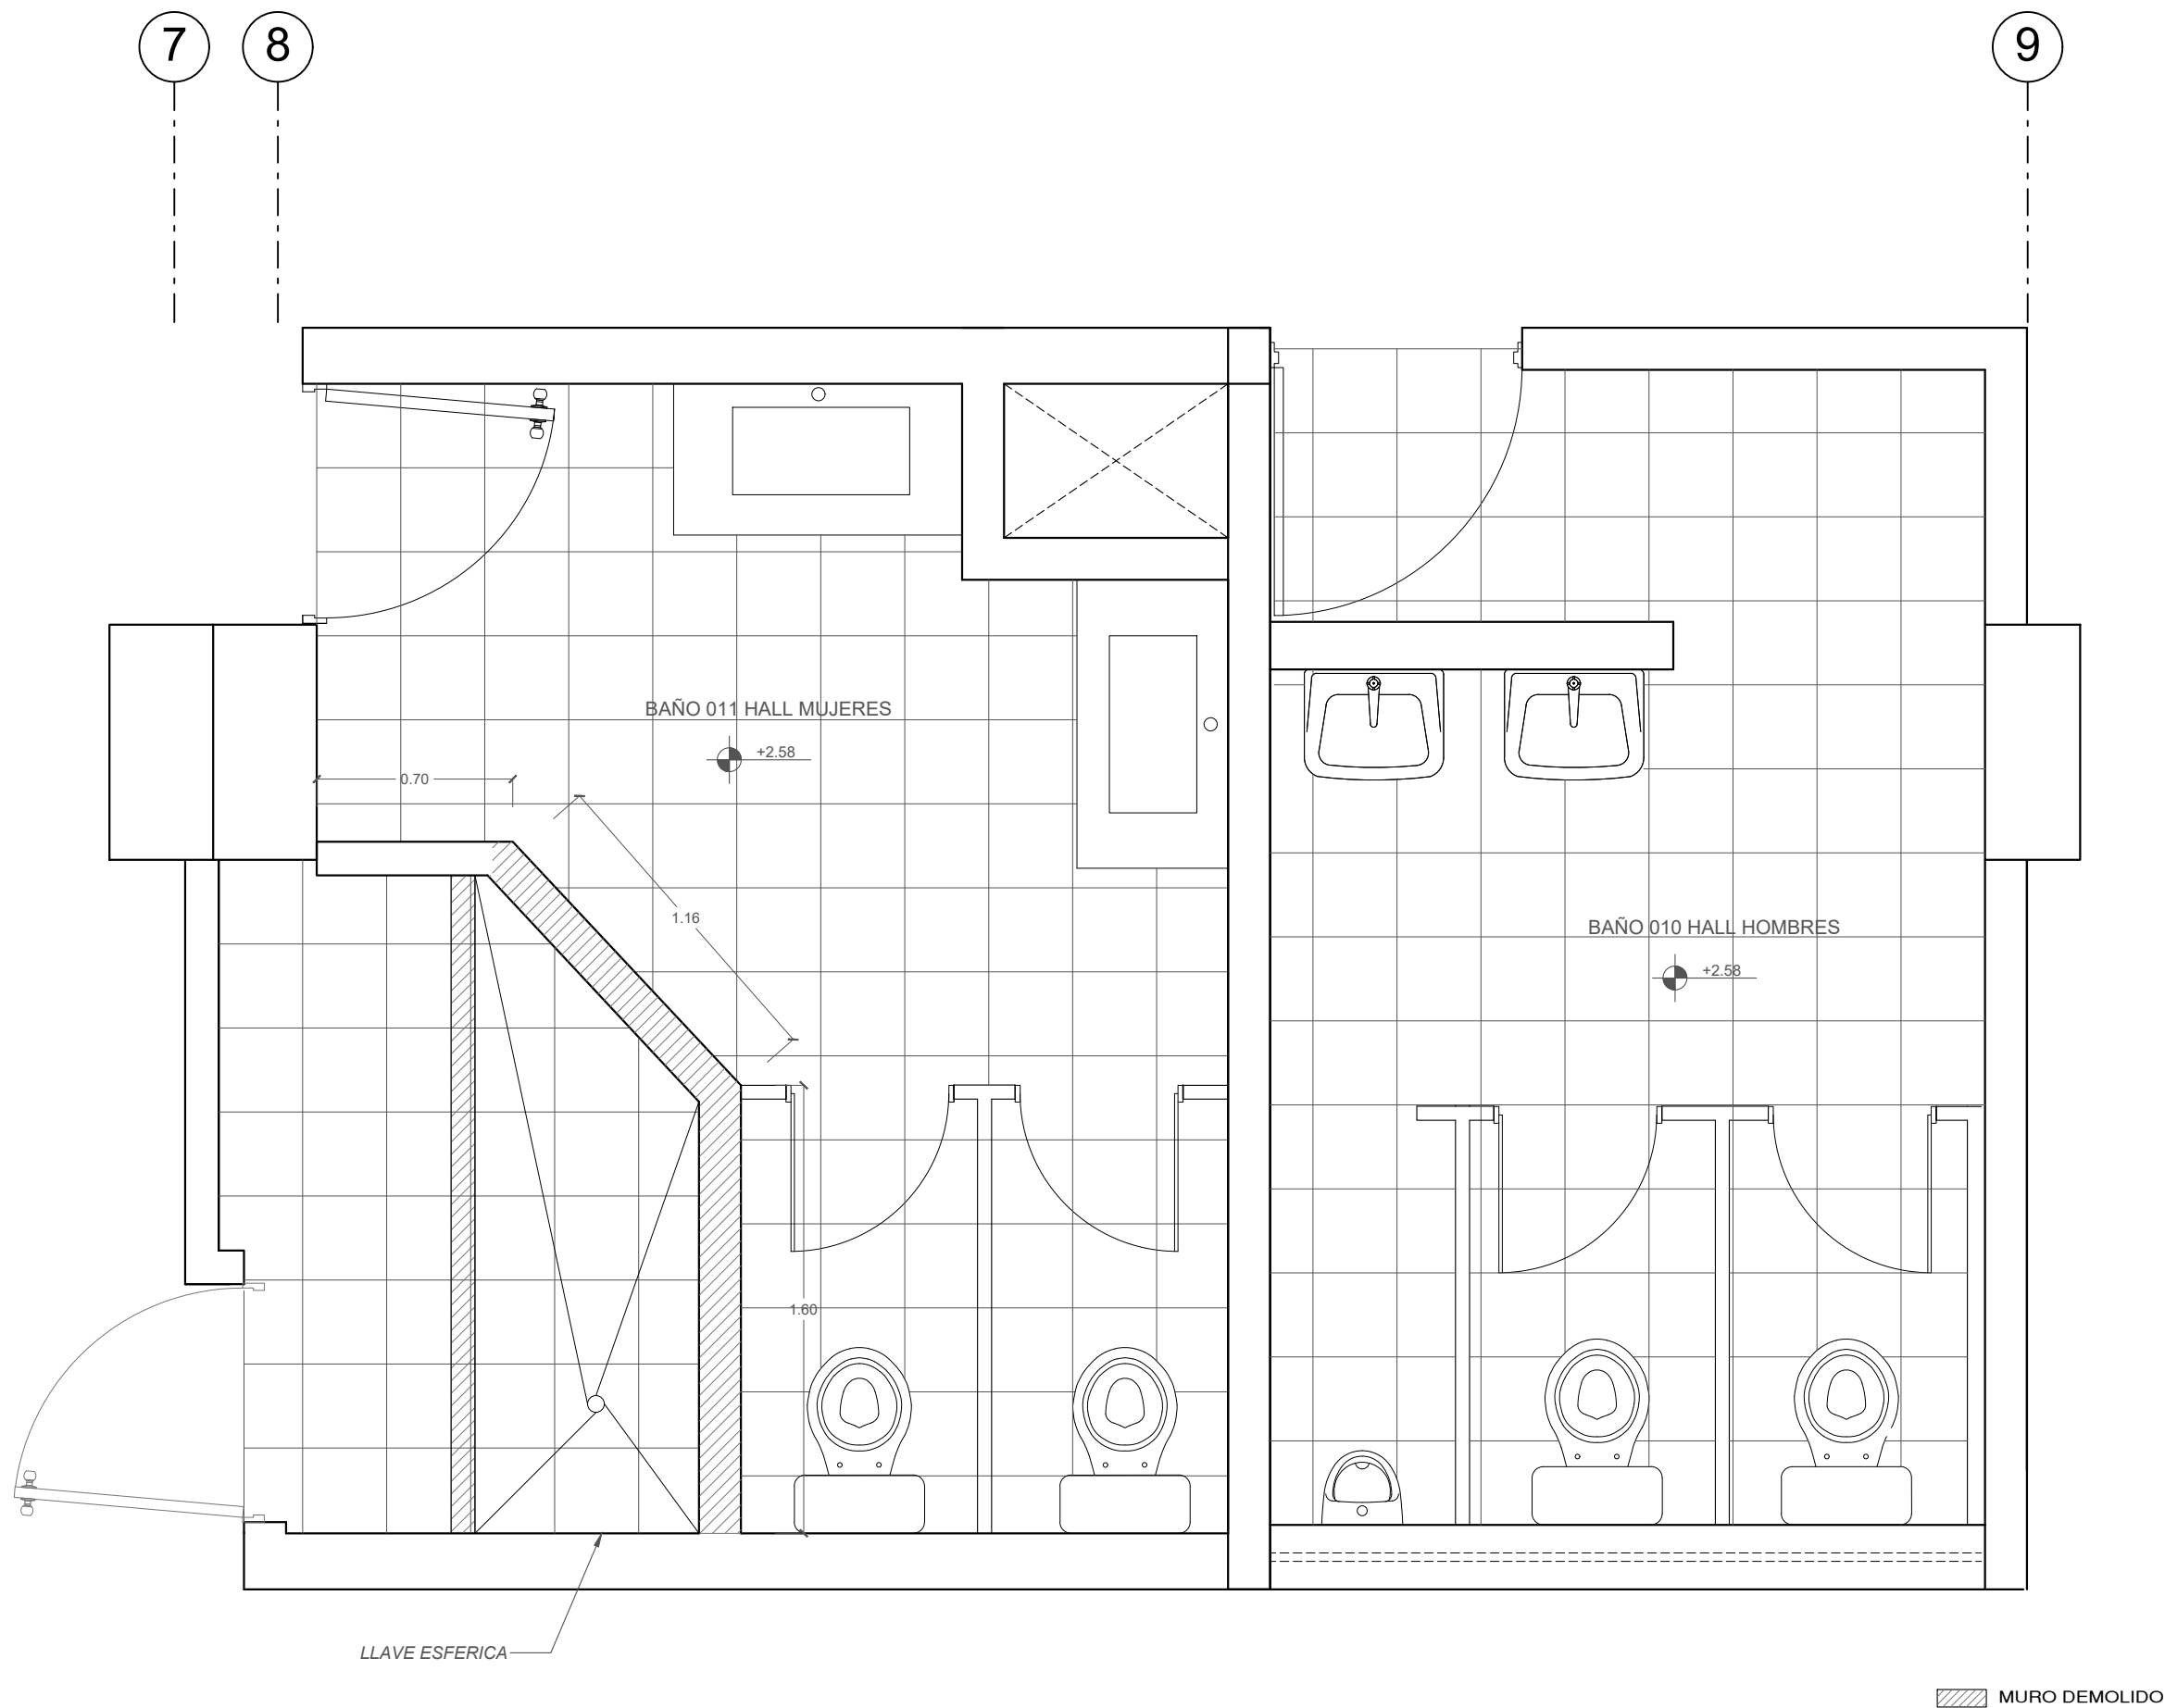 7
8
9
BAÑO 011 HALL MUJERES
+2.58
0.70
1.16
BAÑO 010 HALL HOMBRES
+2.58
1.60
LLAVE ESFERICA
MURO DEMOLIDO